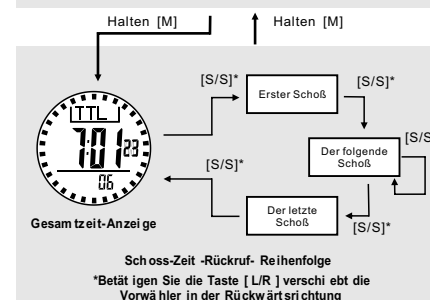 Halten [M]
Halten [M]
[S/S]*
Erster Schoß
[S/S]*
TTL
7:01 23
06
Der folgende
Schoß
[S/S
[S/S]*
Der letzte
Schoß
[S/S]*
Gesamtzeit-Anzeige
Schoss-Zeit -Rückruf- Reihenfolge
*Betätigen Sie die Taste [ L/R ] verschiebt die
Vorwähler in der Rückwärtsrichtung